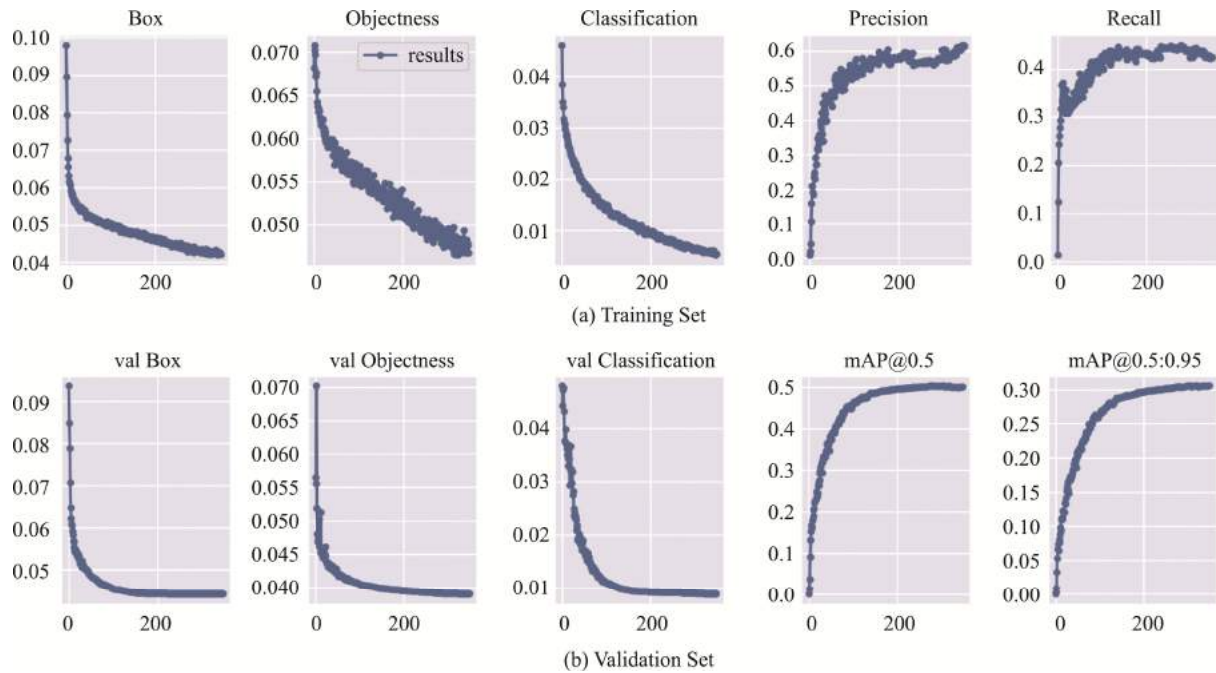 Box Objectness Classification Precision Recall
0.10 0.09 0.08 0.07 0.06 0.05 0.04
0.070 0.065 0.060 0.055 0.050
results
0.04 0.03 0.02 0.01
0.6 0.5 0.4 0.3 0.2 0.1 0.0
0.4 0.3 0.2 0.1 0.0
0 200 0 200 0 200 0 200 0 200
(a) Training Set
val Box val Objectness val Classification mAP@0.5 mAP@0.5:0.95
0.09 0.08 0.07 0.06 0.05
0.070 0.065 0.060 0.055 0.050 0.045 0.040
0.04 0.03 0.02 0.01
0.5 0.4 0.3 0.2 0.1 0.0
0.30 0.25 0.20 0.15 0.10 0.05 0.00
0 200 0 200 0 200 0 200 0 200
(b) Validation Set